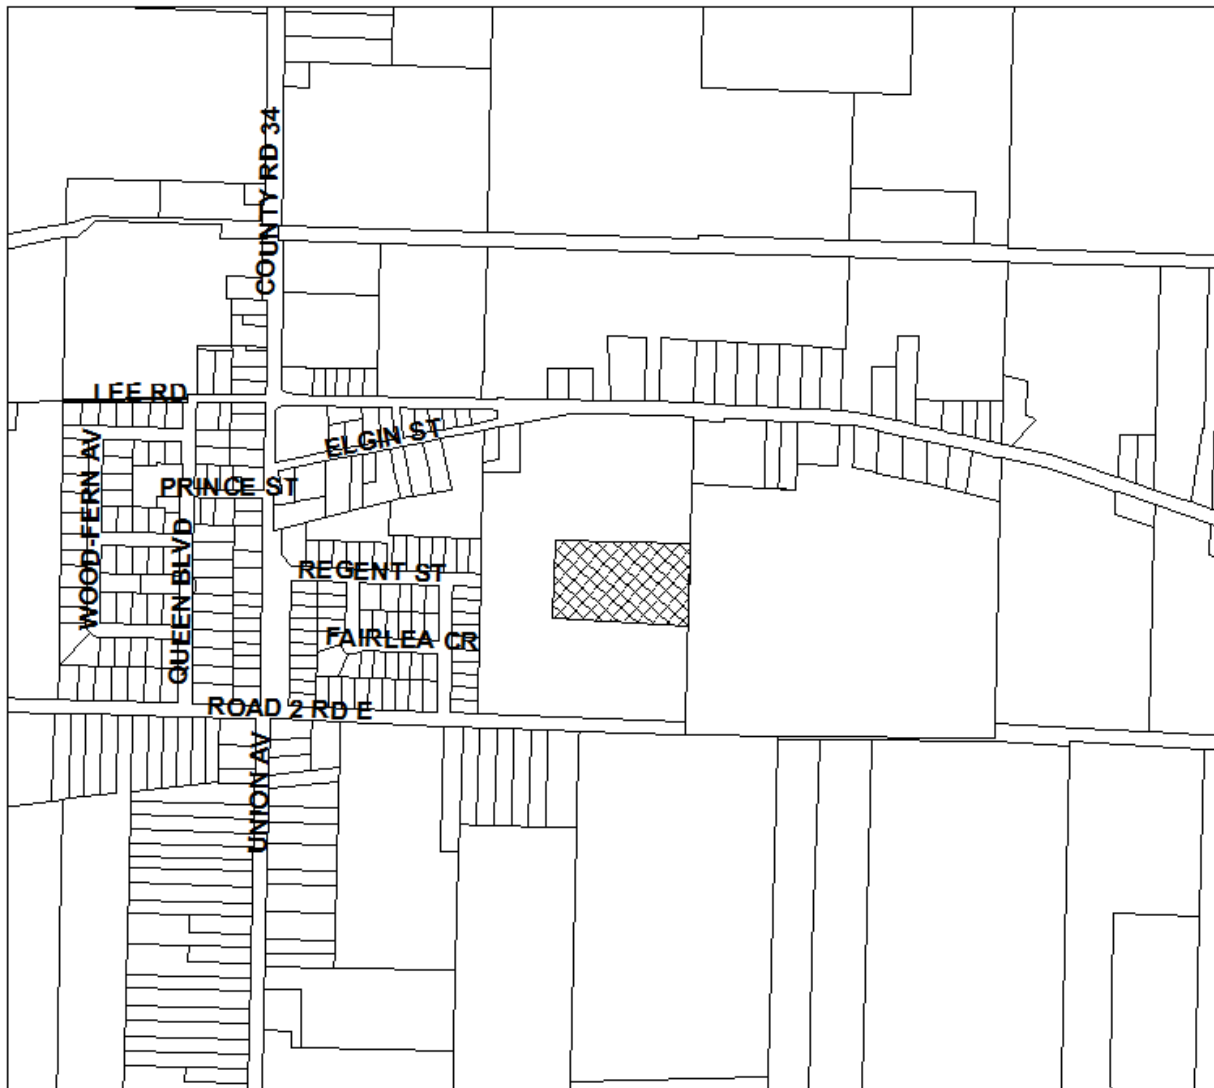 COUNTY RD 34
LEE RD
ELGIN ST
PRINCE ST
WOOD-FERN AV
QUEEN BLVD
REGENT ST
FAIRLEA CR
ROAD 2 RD E
UNION AV